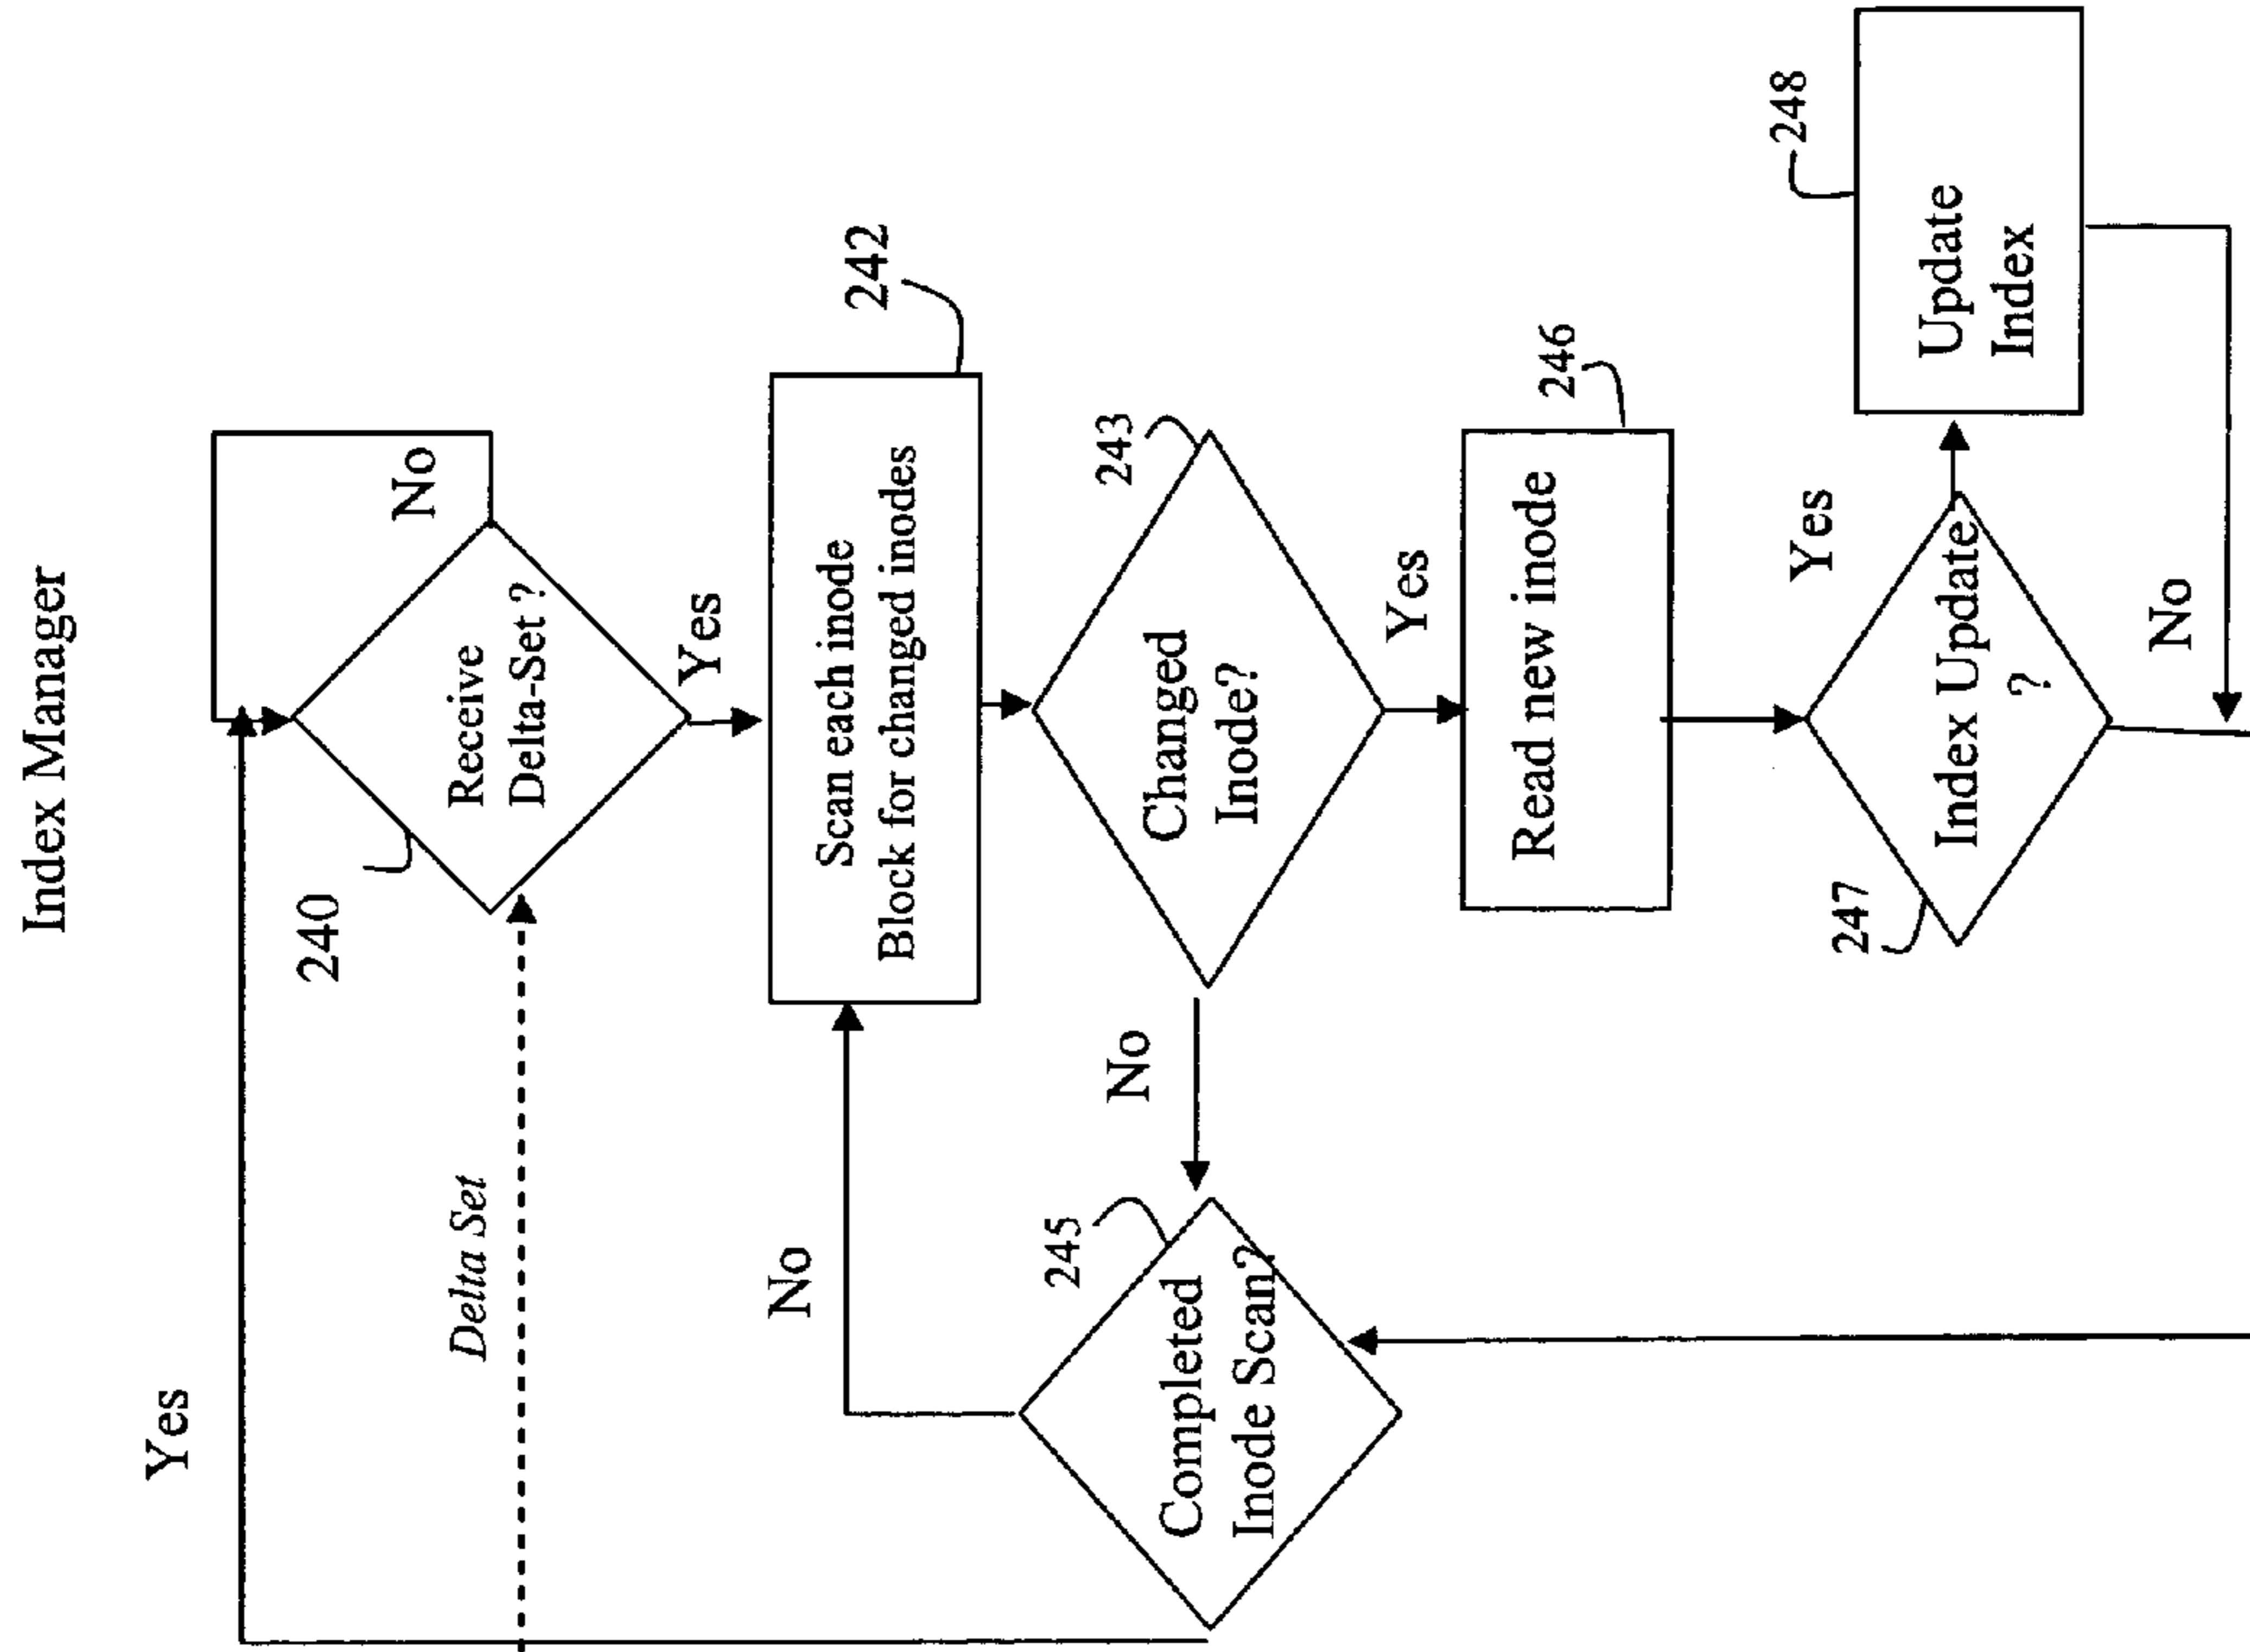 Index Manager
Yes
No
240
Receive
Delta-Set ?
Delta Set
Yes
242
No
Scan each inode
Block for changed inodes
243
245
No
Changed
Inode?
Completed
Inode Scan?
Yes
246
Read new inode
248
Yes
247
Index Update
?
Update
Index
No